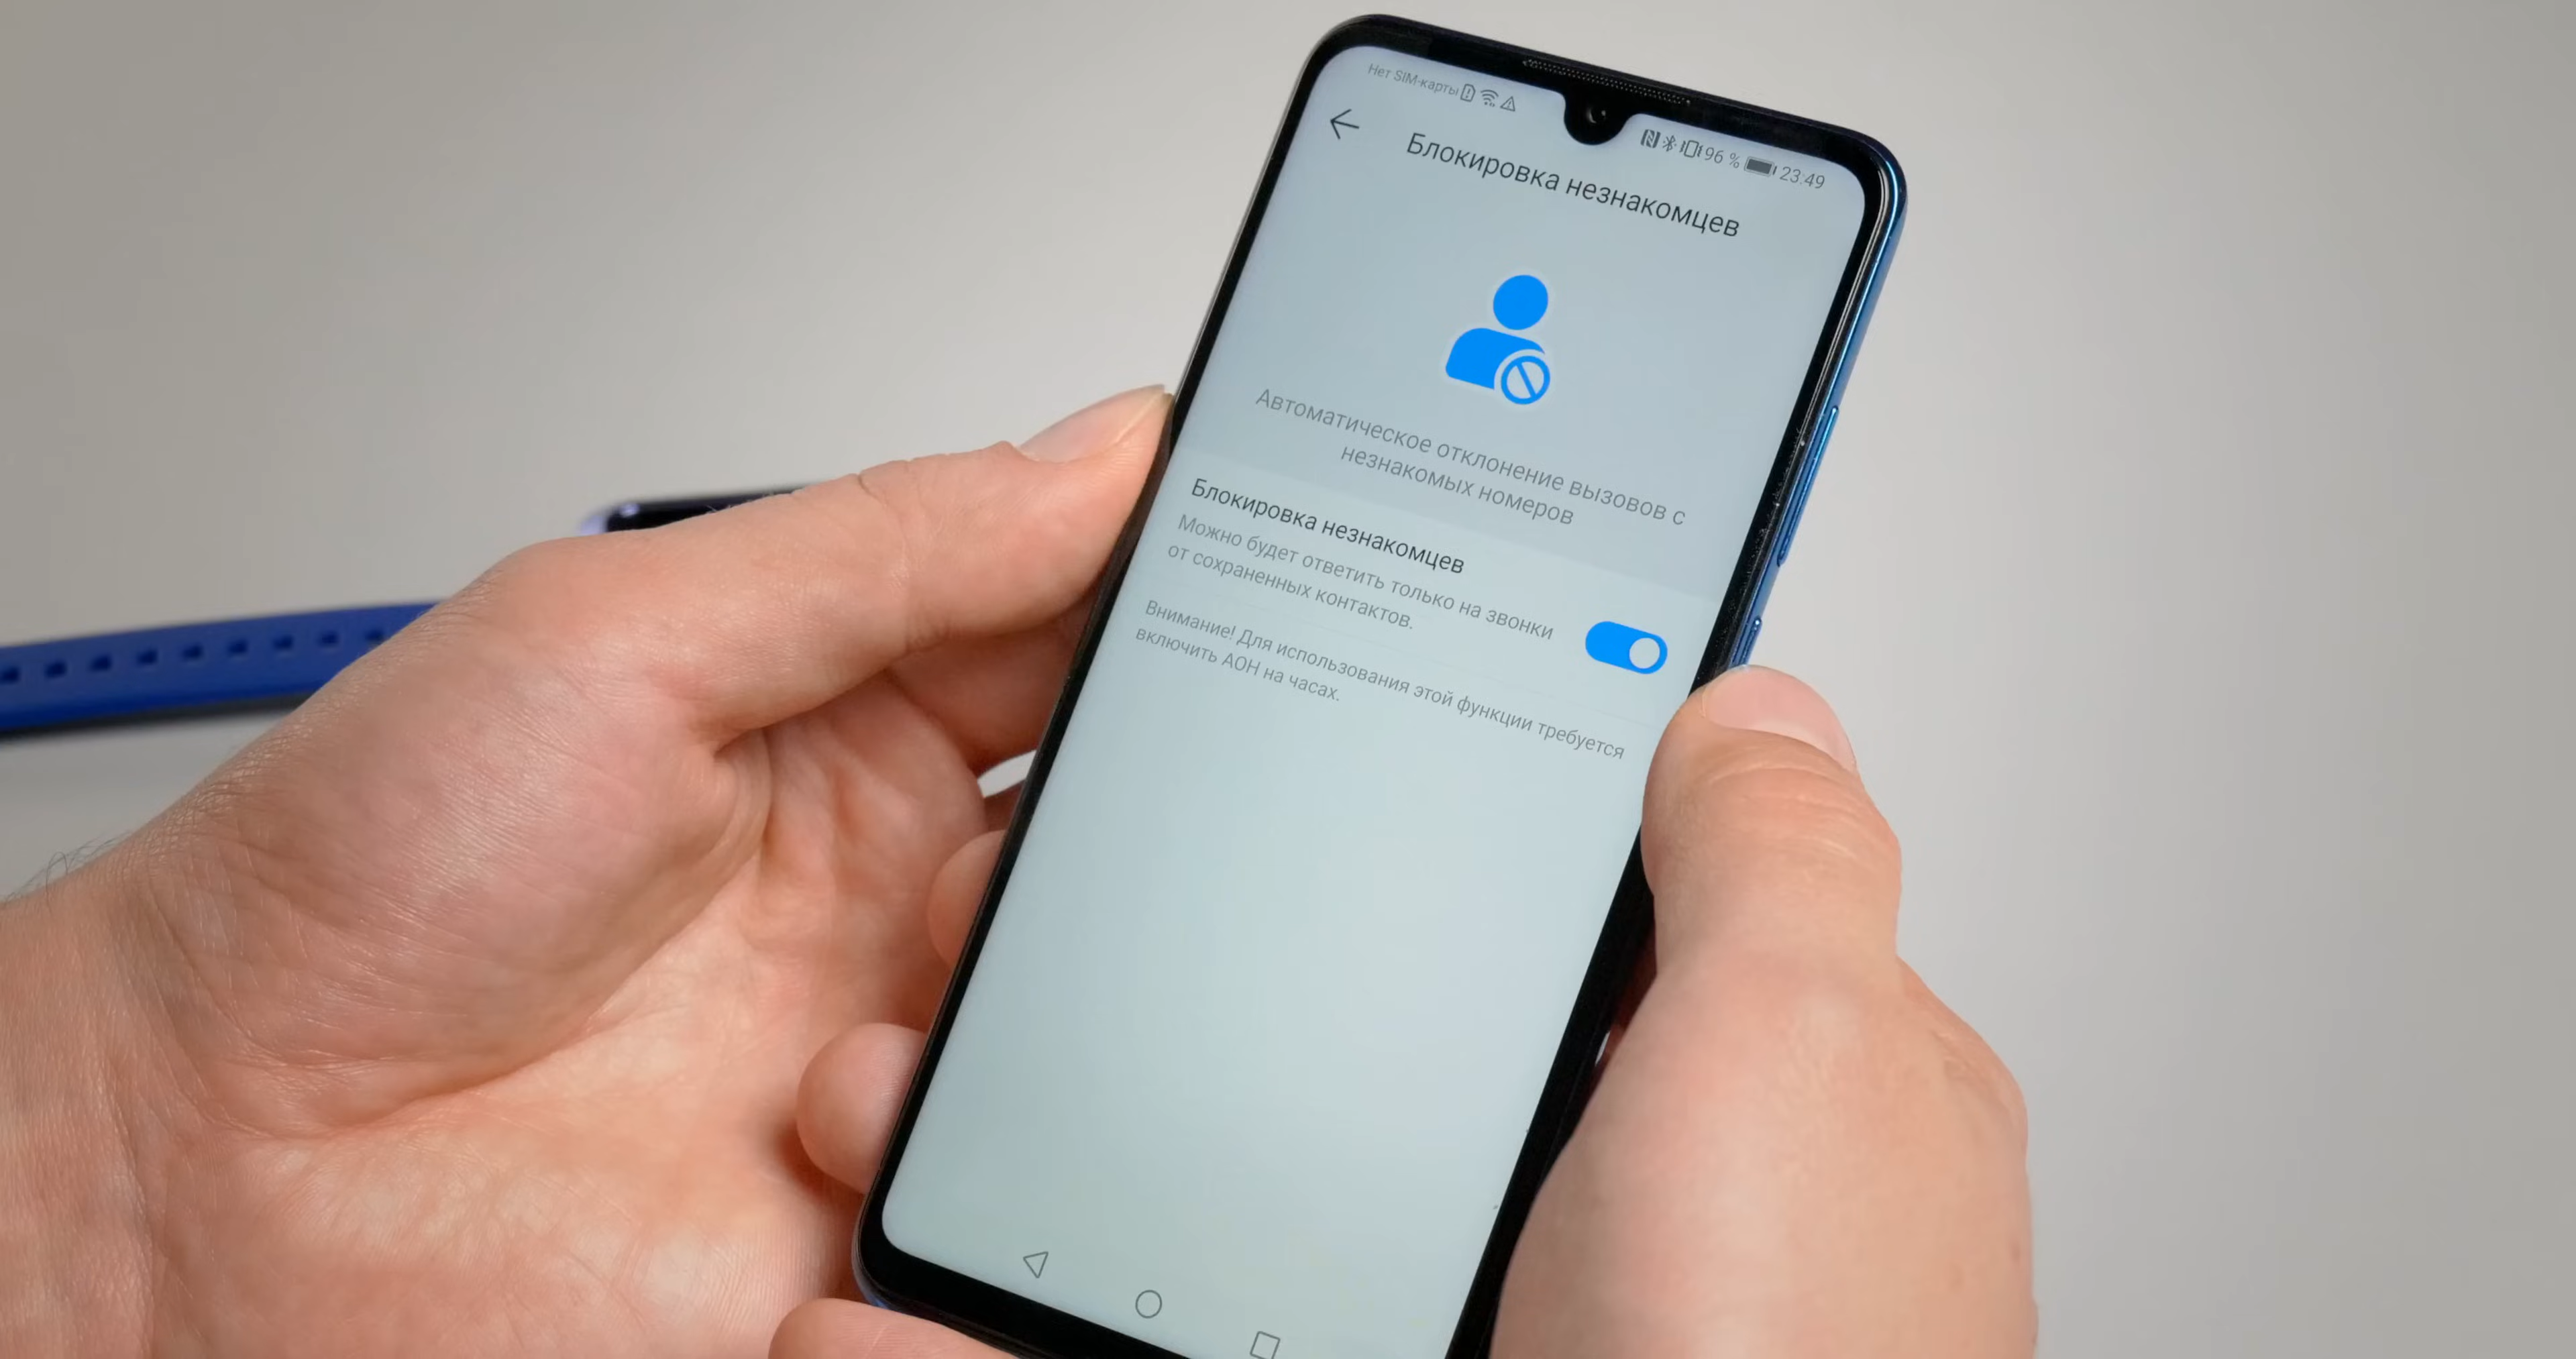 Нет SIM-карты
96 % 23:49
Блокировка незнакомцев
Автоматическое отклонение вызовов с
незнакомых номеров
Блокировка незнакомцев
Можно будет ответить только на звонки
от сохраненных контактов.
Внимание! Для использования этой функции требуется
включить АОН на часах.